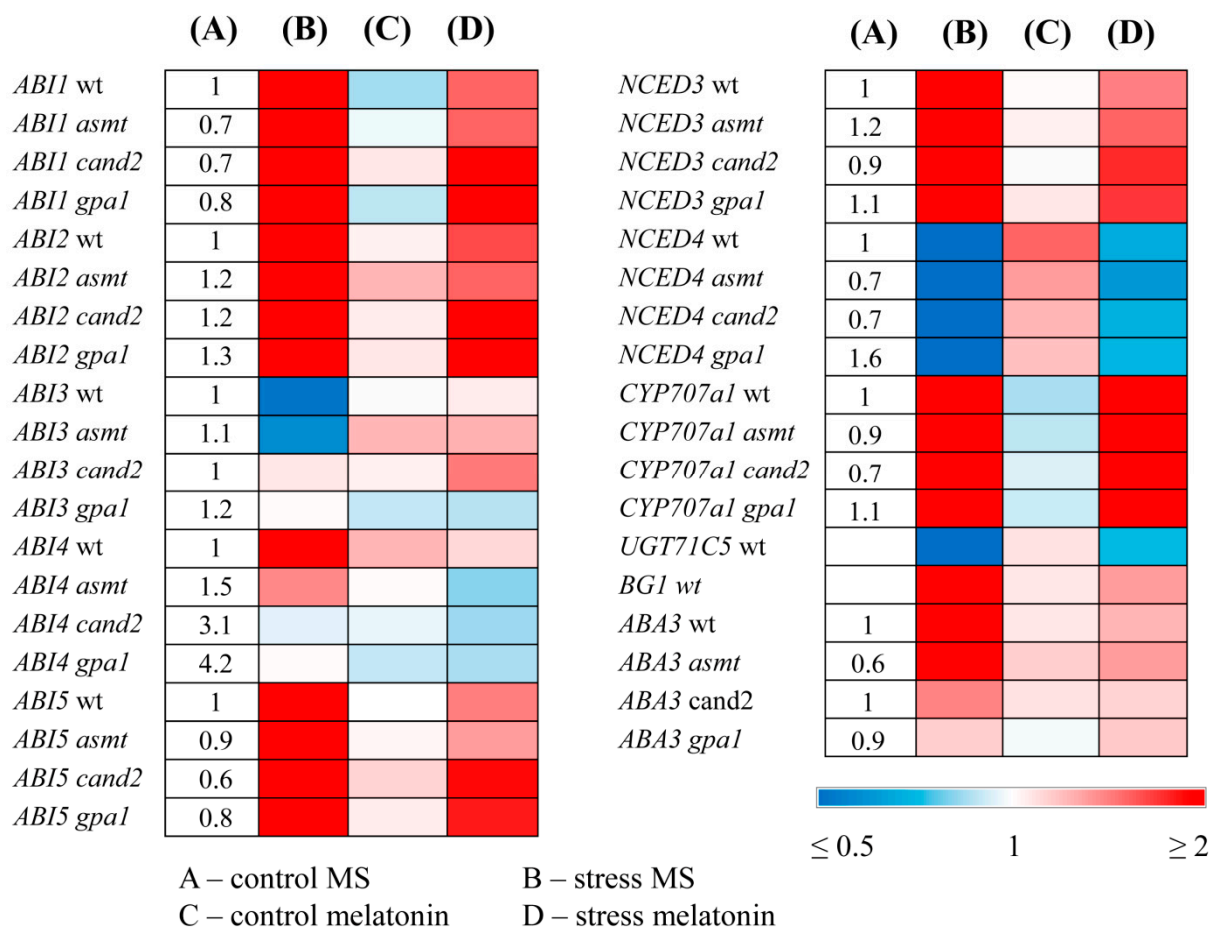 (A) (B) (C) (D)
ABI1 wt 1
ABI1 asmt 0.7
ABI1 cand2 0.7
ABI1 gpa1 0.8
ABI2 wt 1
ABI2 asmt 1.2
ABI2 cand2 1.2
ABI2 gpa1 1.3
ABI3 wt 1
ABI3 asmt 1.1
ABI3 cand2 1
ABI3 gpa1 1.2
ABI4 wt 1
ABI4 asmt 1.5
ABI4 cand2 3.1
ABI4 gpa1 4.2
ABI5 wt 1
ABI5 asmt 0.9
ABI5 cand2 0.6
ABI5 gpa1 0.8
(A) (B) (C) (D)
NCED3 wt 1
NCED3 asmt 1.2
NCED3 cand2 0.9
NCED3 gpa1 1.1
NCED4 wt 1
NCED4 asmt 0.7
NCED4 cand2 0.7
NCED4 gpa1 1.6
CYP707a1 wt 1
CYP707a1 asmt 0.9
CYP707a1 cand2 0.7
CYP707a1 gpa1 1.1
UGT71C5 wt
BG1 wt
ABA3 wt 1
ABA3 asmt 0.6
ABA3 cand2 1
ABA3 gpa1 0.9
≤ 0.5 1 ≥ 2
A – control MS B – stress MS
C – control melatonin D – stress melatonin